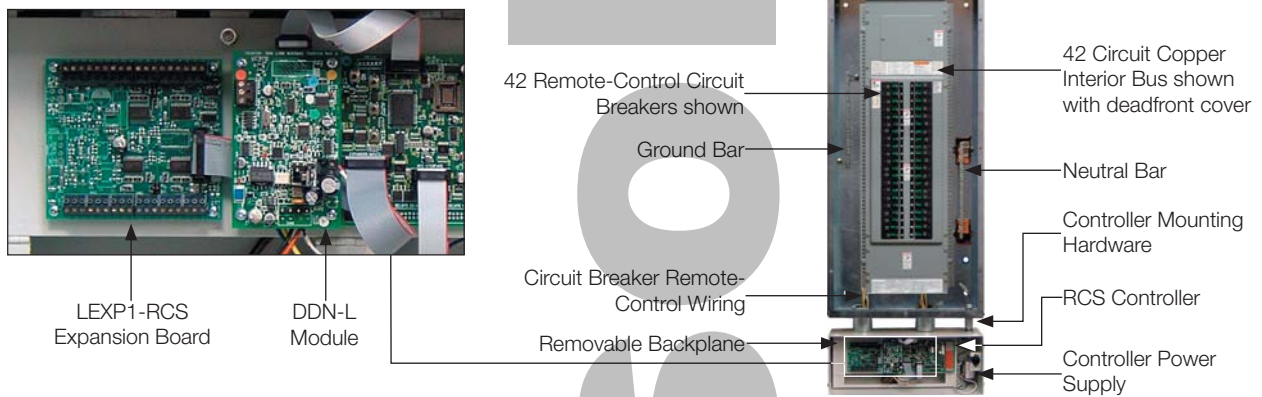 42 Remote-Control Circuit
Breakers shown
Ground Bar
Circuit Breaker Remote-
Control Wiring
Removable Backplane
42 Circuit Copper
Interior Bus shown
with deadfront cover
Neutral Bar
Controller Mounting
Hardware
RCS Controller
Controller Power
Supply
LEXP1-RCS
Expansion Board
DDN-L
Module